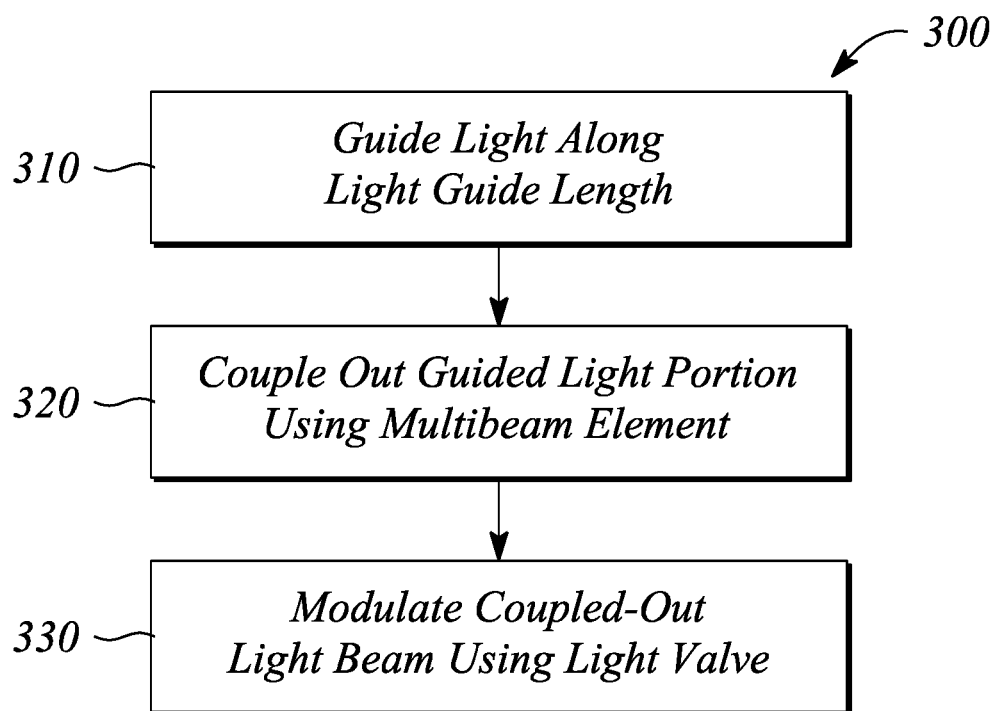 300
310
Guide Light Along
Light Guide Length
320
Couple Out Guided Light Portion
Using Multibeam Element
330
Modulate Coupled-Out
Light Beam Using Light Valve